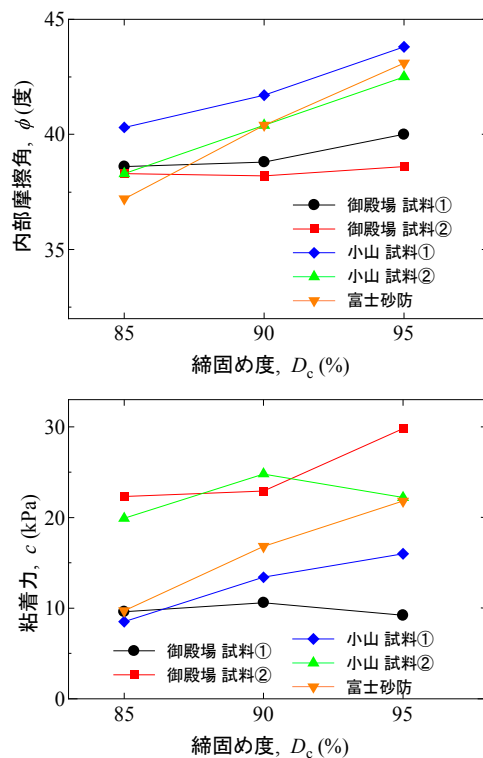 45
40
35
内部摩擦角, ϕ (度)
御殿場 試料①
御殿場 試料②
小山 試料①
小山 試料②
富士砂防
85 90 95
締固め度, Dc (%)
30
20
10
0
粘着力, c (kPa)
御殿場 試料①
御殿場 試料②
小山 試料①
小山 試料②
富士砂防
85 90 95
締固め度, Dc (%)